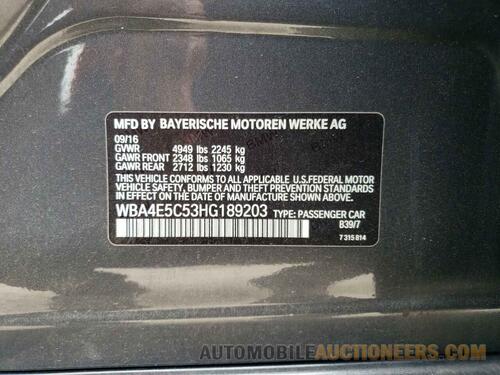 MFD BY BAYERISCHE MOTOREN WERKE AG
09/16
GVWR 4949 lbs 2245 kg
GAWR FRONT 2348 lbs 1065 kg
GAWR REAR 2712 lbs 1230 kg
THIS VEHICLE CONFORMS TO ALL APPLICABLE U.S. FEDERAL MOTOR
VEHICLE SAFETY, BUMPER AND THEFT PREVENTION STANDARDS IN
EFFECT ON THE DATE OF MANUFACTURE SHOWN ABOVE.
WBA4E5C53HG189203 TYPE: PASSENGER CAR
B39/7
7 315 814
AUTOMOBILEAUCTIONEERS.COM